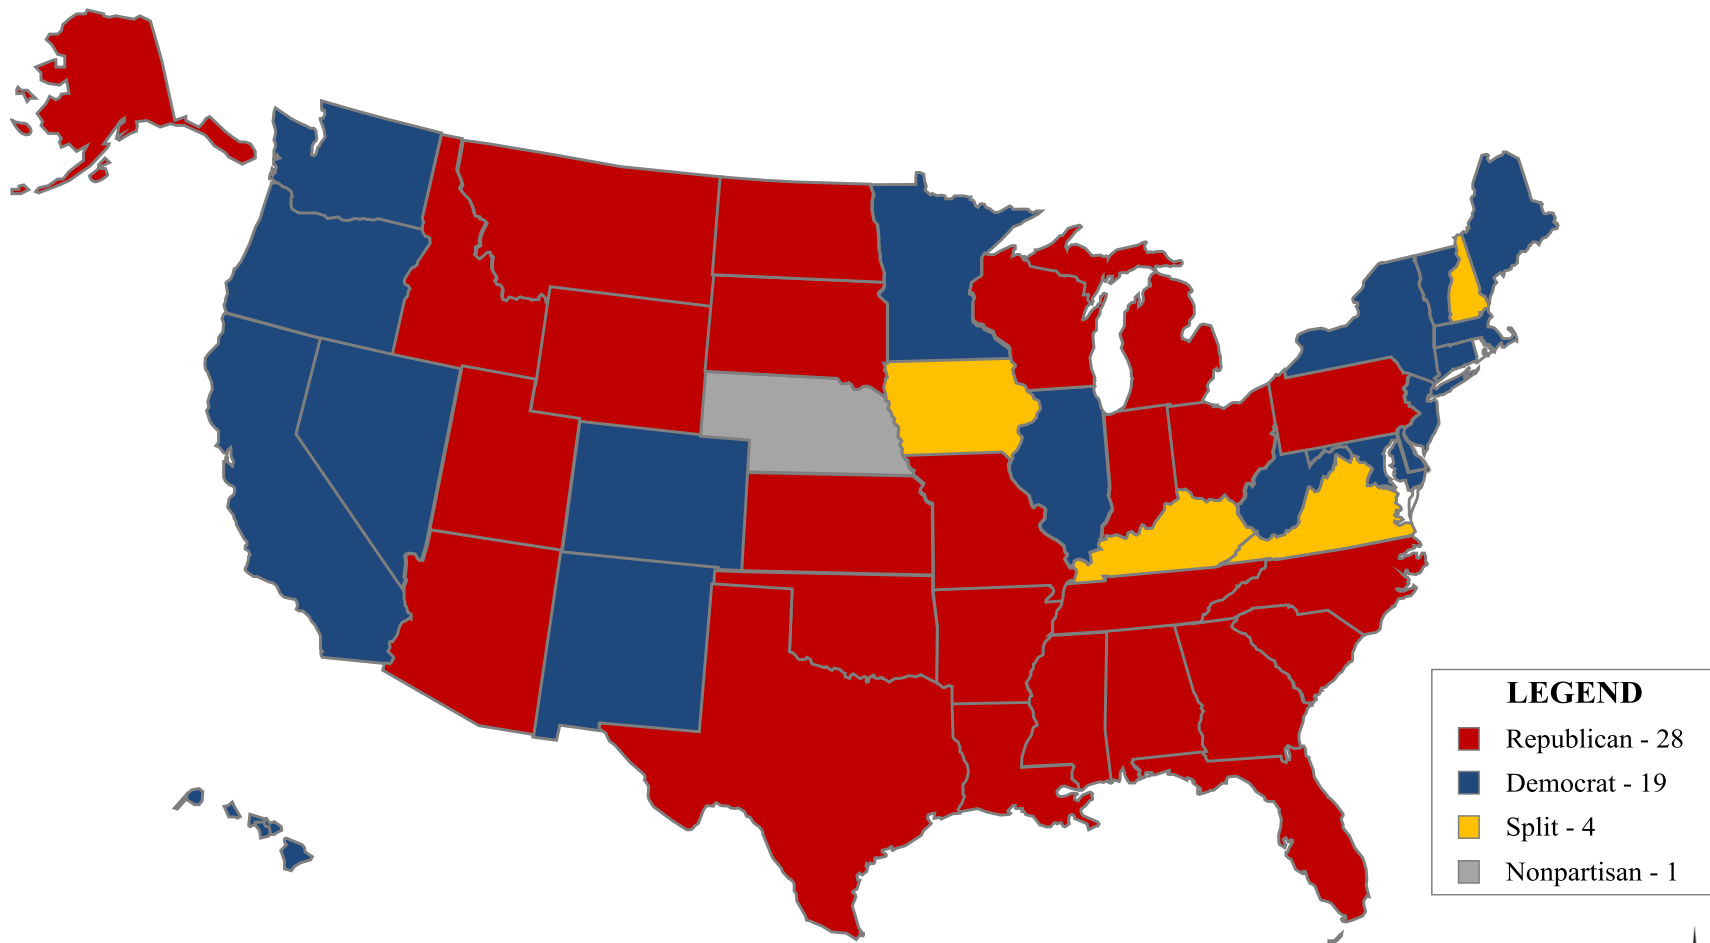 LEGEND
Republican - 28
Democrat - 19
Split - 4
Nonpartisan - 1